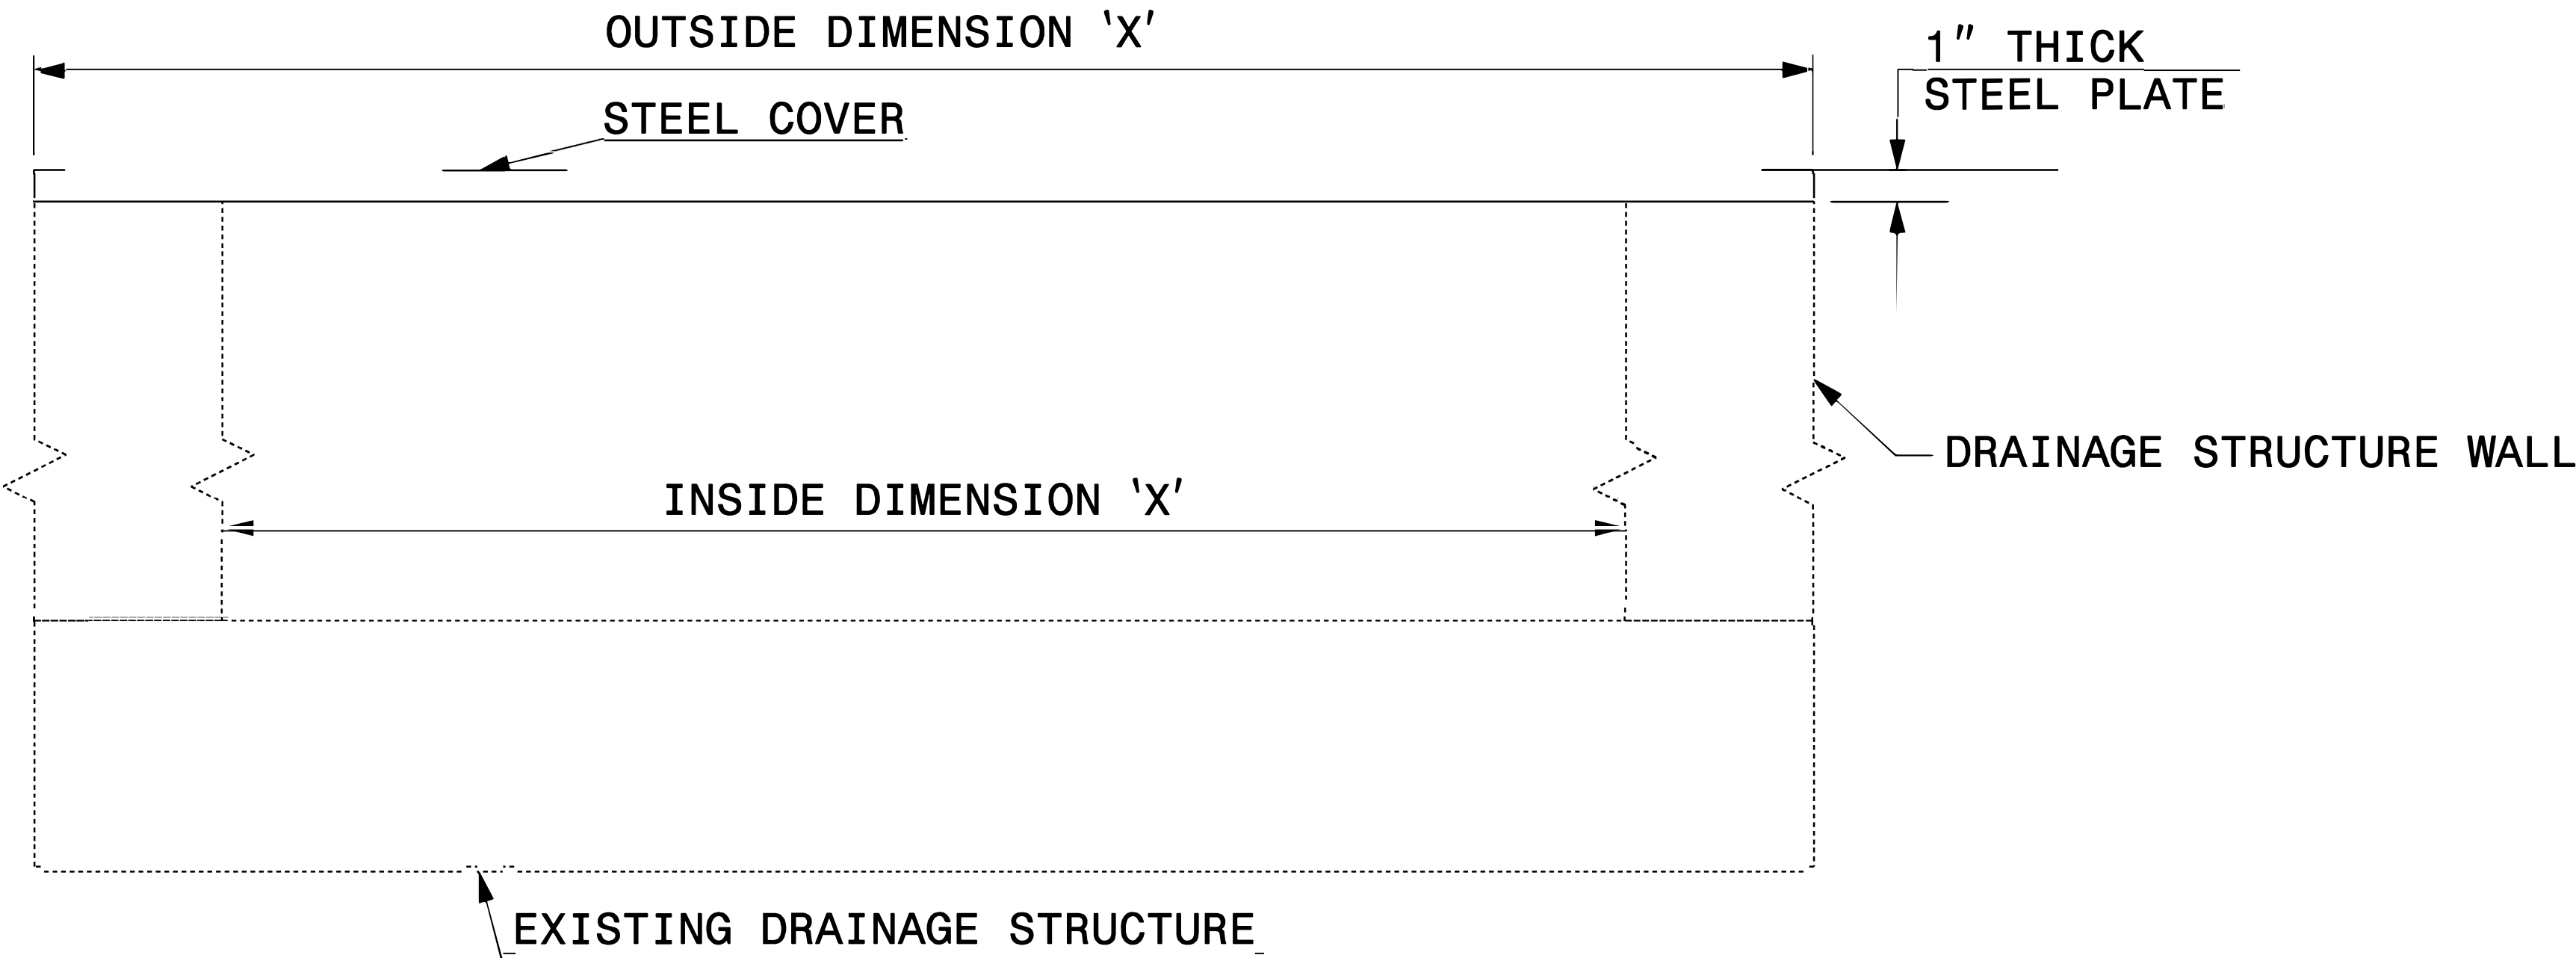 OUTSIDE DIMENSION 'X'
1" THICK
STEEL PLATE
STEEL COVER
DRAINAGE STRUCTURE WALL
INSIDE DIMENSION 'X'
EXISTING DRAINAGE STRUCTURE